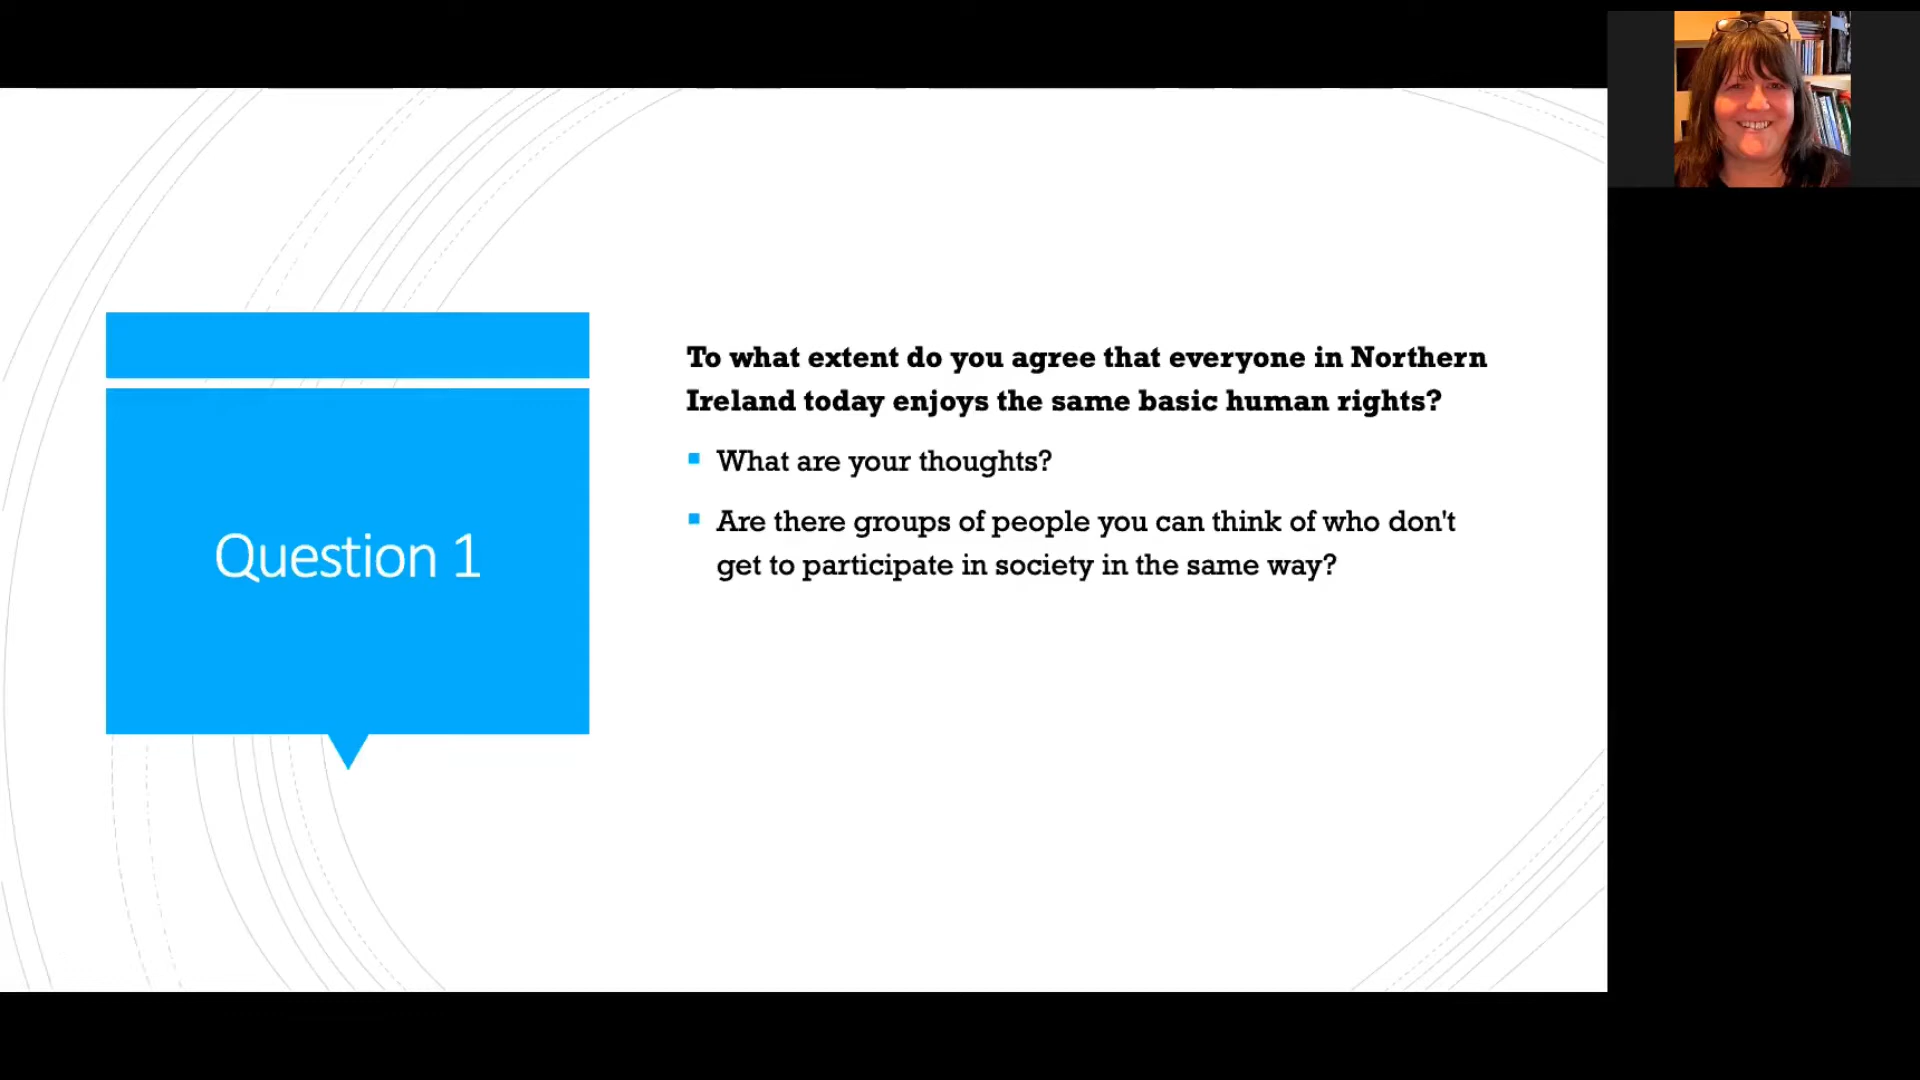 Question 1
To what extent do you agree that everyone in Northern
Ireland today enjoys the same basic human rights?
What are your thoughts?
Are there groups of people you can think of who don't
get to participate in society in the same way?